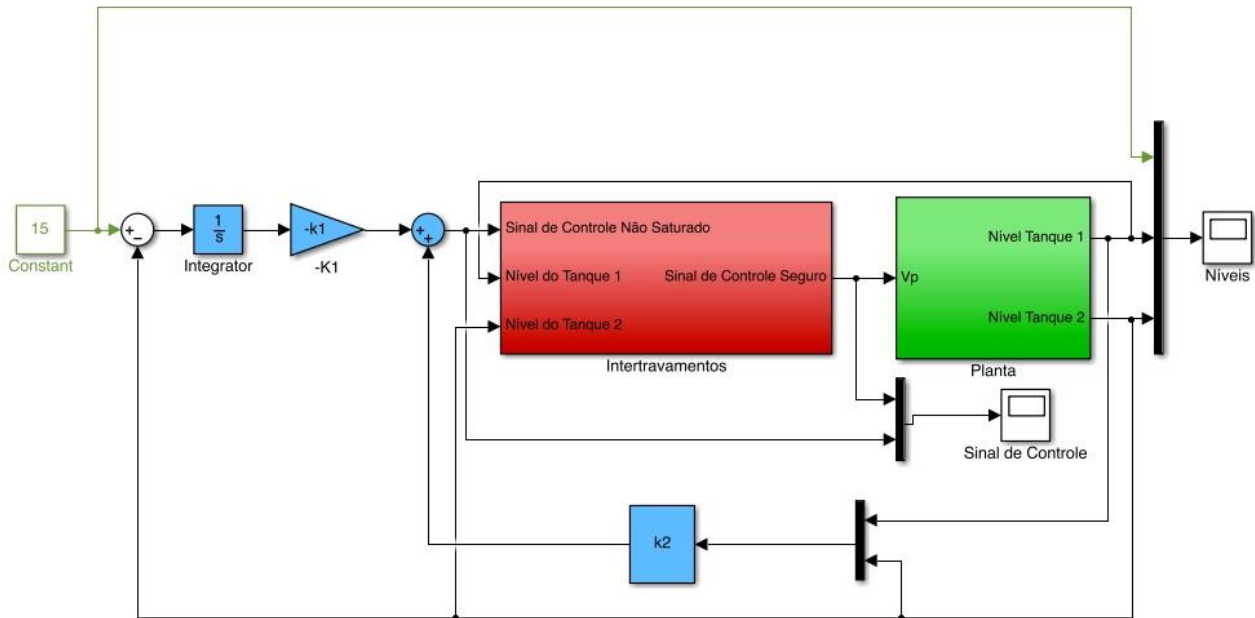 15
Constant
+
−
1
s
Integrator
-k1
-K1
+
+
Sinal de Controle Não Saturado
Nível do Tanque 1
Sinal de Controle Seguro
Nível do Tanque 2
Intertravamentos
Nível Tanque 1
Vp
Nível Tanque 2
Planta
Níveis
Sinal de Controle
k2